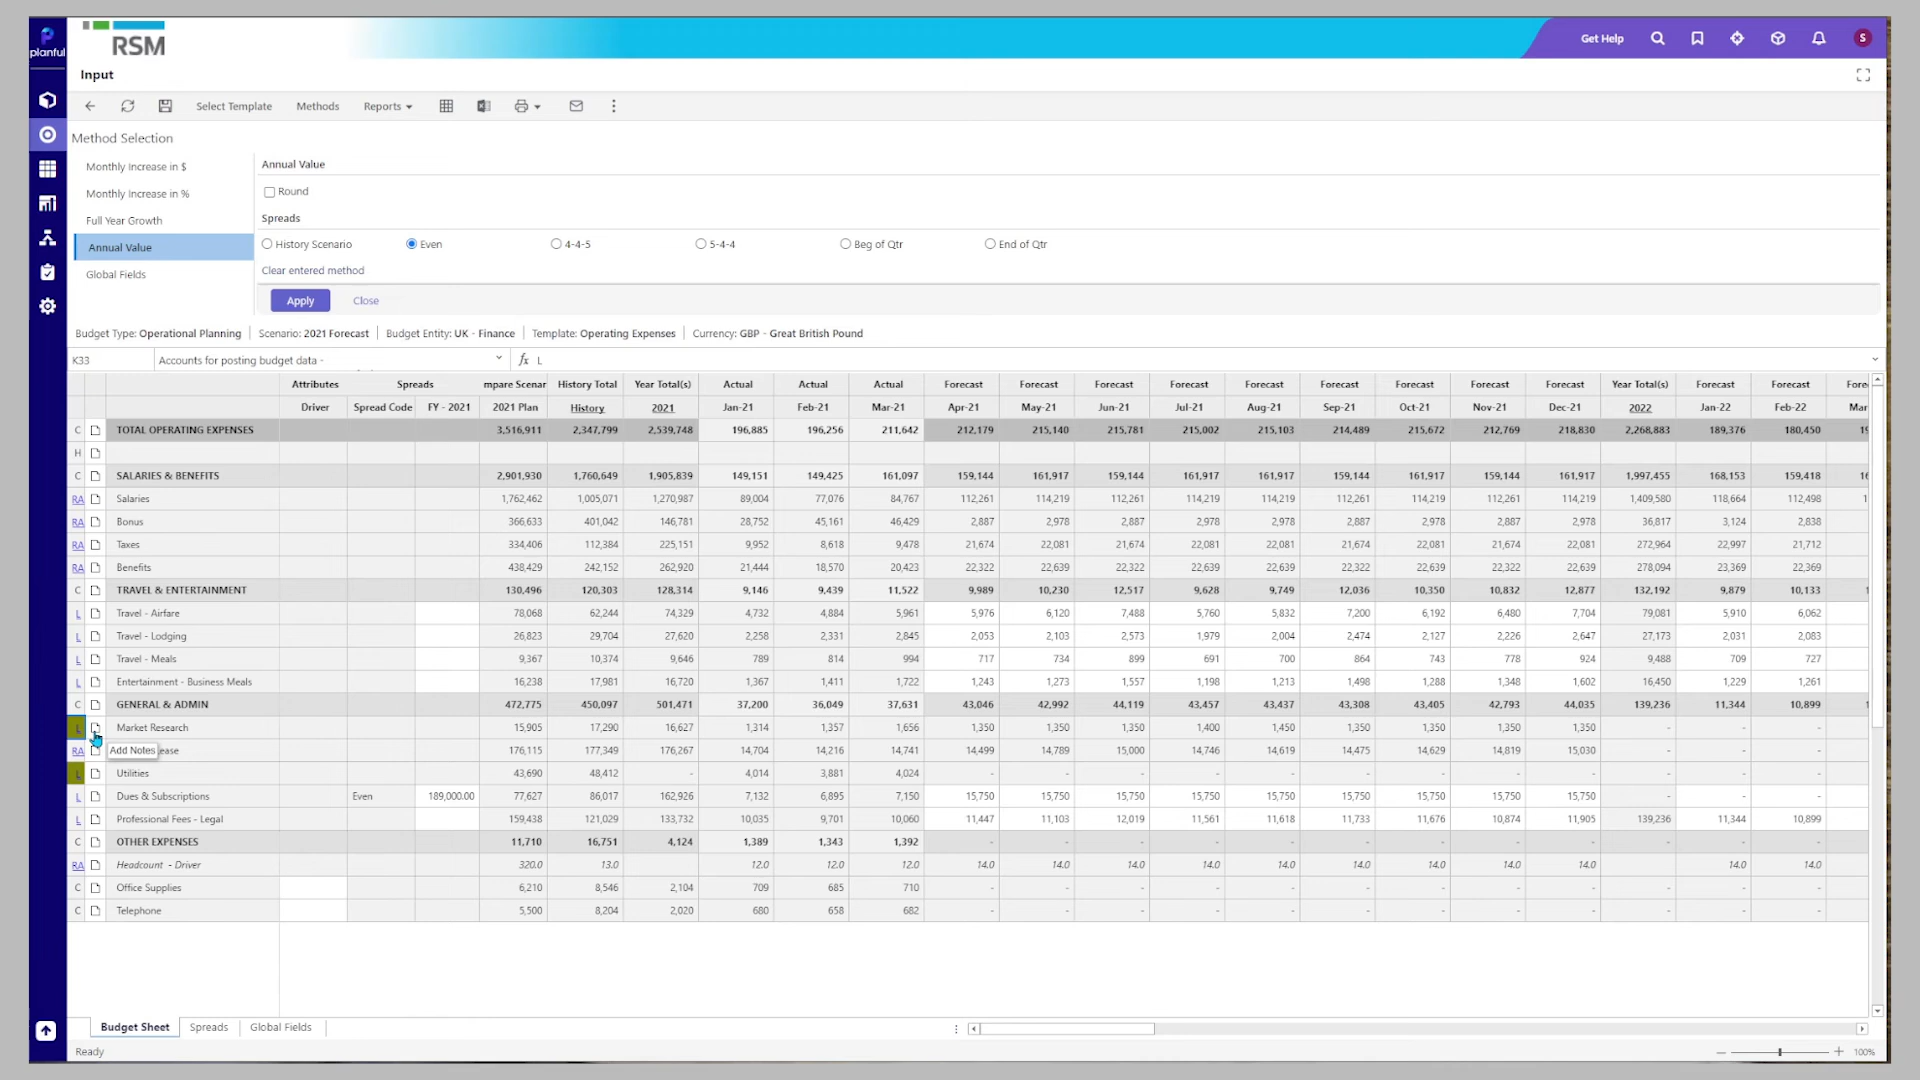 planful
RSM
Get Help
S
Input
Select Template Methods Reports
Method Selection
Monthly Increase in $
Monthly Increase in %
Full Year Growth
Annual Value
Global Fields
Annual Value
Round
Spreads
History Scenario Even 4-4-5 5-4-4 Beg of Qtr End of Qtr
Clear entered method
Apply Close
Budget Type: Operational Planning Scenario: 2021 Forecast Budget Entity: UK - Finance Template: Operating Expenses Currency: GBP - Great British Pound
K33 Accounts for posting budget data - fx L
Attributes Spreads mpare Scenar History Total Year Total(s) Actual Actual Actual Forecast Forecast Forecast Forecast Forecast Forecast Forecast Forecast Forecast Year Total(s) Forecast Forecast Fore
Driver Spread Code FY - 2021 2021 Plan History 2021 Jan-21 Feb-21 Mar-21 Apr-21 May-21 Jun-21 Jul-21 Aug-21 Sep-21 Oct-21 Nov-21 Dec-21 2022 Jan-22 Feb-22 Mar
C TOTAL OPERATING EXPENSES 3,516,911 2,347,799 2,539,748 196,885 196,256 211,642 212,179 215,140 215,781 215,002 215,103 214,489 215,672 212,769 218,830 2,268,883 189,376 180,450 19
H
C SALARIES & BENEFITS 2,901,930 1,760,649 1,905,839 149,151 149,425 161,097 159,144 161,917 159,144 161,917 161,917 159,144 161,917 159,144 161,917 1,997,455 168,153 159,418 16
RA Salaries 1,762,462 1,005,071 1,270,987 89,004 77,076 84,767 112,261 114,219 112,261 114,219 114,219 112,261 114,219 112,261 114,219 1,409,580 118,664 112,498 1
RA Bonus 366,633 401,042 146,781 28,752 45,161 46,429 2,887 2,978 2,887 2,978 2,978 2,887 2,978 2,887 2,978 36,817 3,124 2,838
RA Taxes 334,406 112,384 225,151 9,952 8,618 9,478 21,674 22,081 21,674 22,081 22,081 21,674 22,081 21,674 22,081 272,964 22,997 21,712
RA Benefits 438,429 242,152 262,920 21,444 18,570 20,423 22,322 22,639 22,322 22,639 22,639 22,322 22,639 22,322 22,639 278,094 23,369 22,369
C TRAVEL & ENTERTAINMENT 130,496 120,303 128,314 9,146 9,439 11,522 9,989 10,230 12,517 9,628 9,749 12,036 10,350 10,832 12,877 132,192 9,879 10,133 1
L Travel - Airfare 78,068 62,244 74,329 4,732 4,884 5,961 5,976 6,120 7,488 5,760 5,832 7,200 6,192 6,480 7,704 79,081 5,910 6,062
L Travel - Lodging 26,823 29,704 27,620 2,258 2,331 2,845 2,053 2,103 2,573 1,979 2,004 2,474 2,127 2,226 2,647 27,173 2,031 2,083
L Travel - Meals 9,367 10,374 9,646 789 814 994 717 734 899 691 700 864 743 778 924 9,488 709 727
L Entertainment - Business Meals 16,238 17,981 16,720 1,367 1,411 1,722 1,243 1,273 1,557 1,198 1,213 1,498 1,288 1,348 1,602 16,450 1,229 1,261
C GENERAL & ADMIN 472,775 450,097 501,471 37,200 36,049 37,631 43,046 42,992 44,119 43,457 43,437 43,308 43,405 42,793 44,035 139,236 11,344 10,899 1
L Market Research 15,905 17,290 16,627 1,314 1,357 1,656 1,350 1,350 1,350 1,400 1,450 1,350 1,350 1,350 1,350 - - -
RA Add Notes ease 176,115 177,349 176,267 14,704 14,216 14,741 14,499 14,789 15,000 14,746 14,619 14,475 14,629 14,819 15,030 - - -
L Utilities 43,690 48,412 - 4,014 3,881 4,024 - - - - - - - - - - - -
L Dues & Subscriptions Even 189,000.00 77,627 86,017 162,926 7,132 6,895 7,150 15,750 15,750 15,750 15,750 15,750 15,750 15,750 15,750 15,750 - - -
L Professional Fees - Legal 159,438 121,029 133,732 10,035 9,701 10,060 11,447 11,103 12,019 11,561 11,618 11,733 11,676 10,874 11,905 139,236 11,344 10,899
C OTHER EXPENSES 11,710 16,751 4,124 1,389 1,343 1,392 - - - - - - - - - - - -
RA Headcount - Driver 320.0 13.0 12.0 12.0 12.0 14.0 14.0 14.0 14.0 14.0 14.0 14.0 14.0 14.0 14.0 14.0
C Office Supplies 6,210 8,546 2,104 709 685 710 - - - - - - - - - - - -
C Telephone 5,500 8,204 2,020 680 658 682 - - - - - - - - - - - -
Budget Sheet Spreads Global Fields
Ready 100%